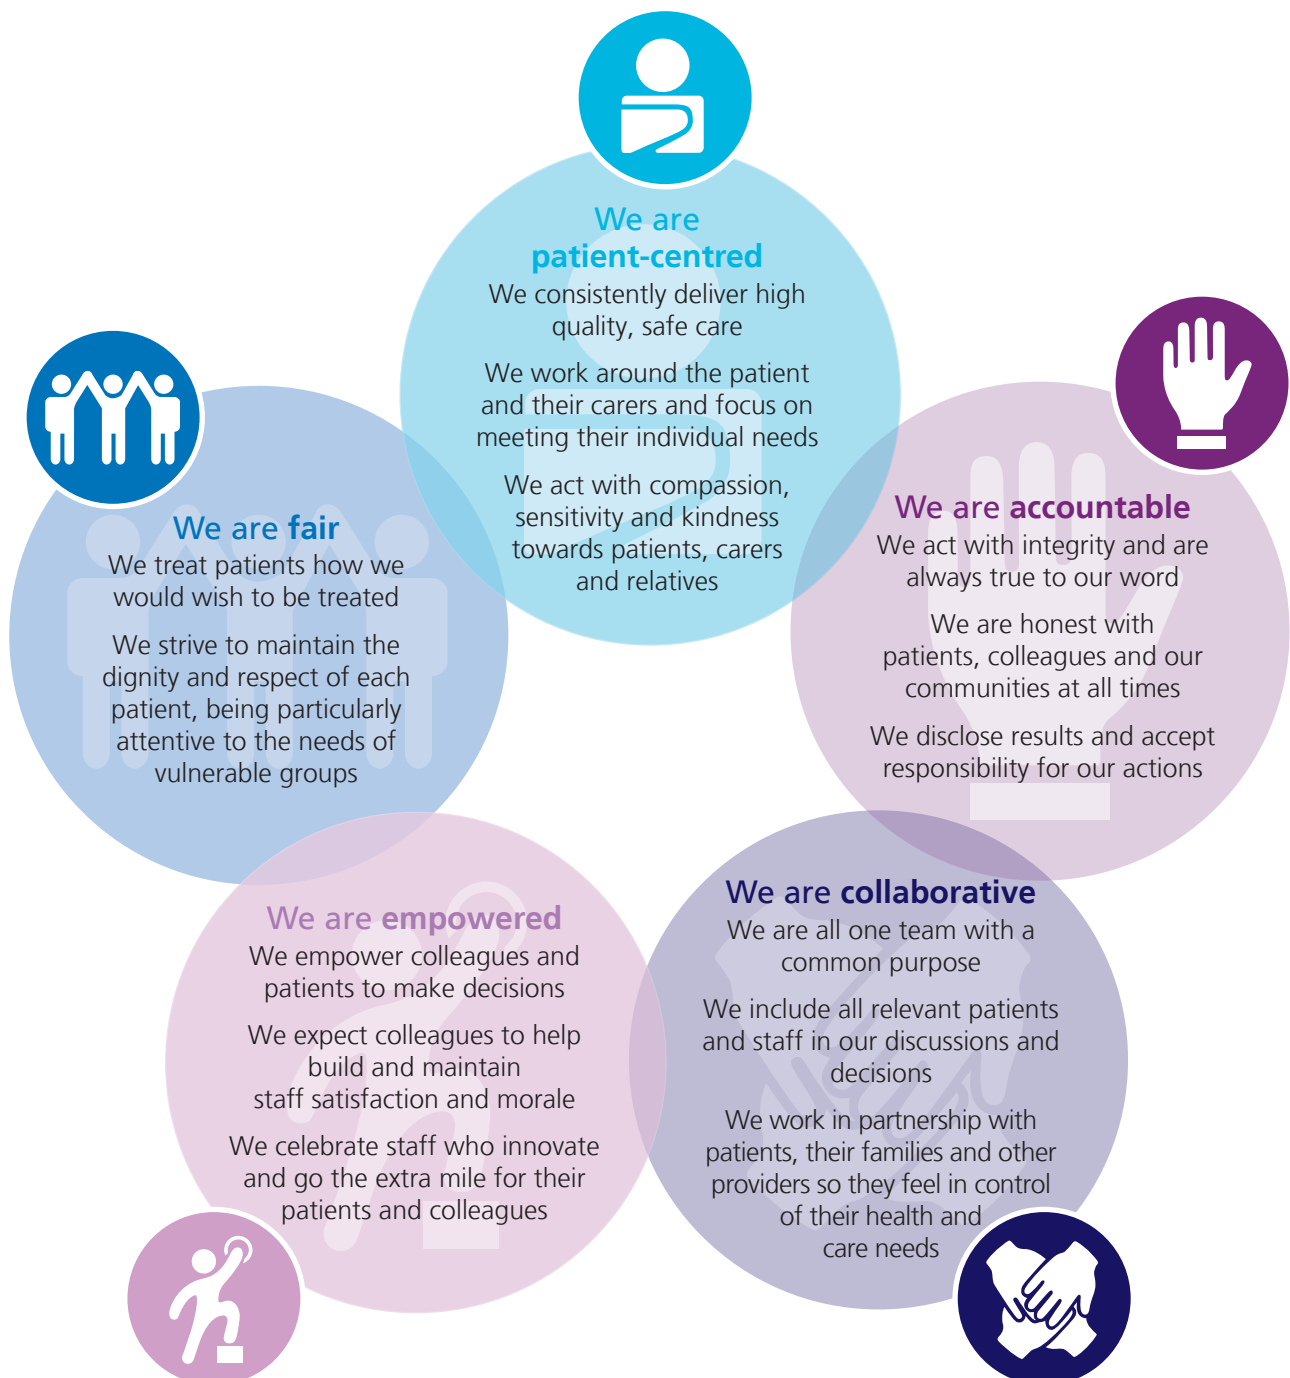 We are
patient-centred
We consistently deliver high
quality, safe care
We work around the patient
and their carers and focus on
meeting their individual needs
We act with compassion,
sensitivity and kindness
towards patients, carers
and relatives
We are accountable
We act with integrity and are
always true to our word
We are honest with
patients, colleagues and our
communities at all times
We disclose results and accept
responsibility for our actions
We are collaborative
We are all one team with a
common purpose
We include all relevant patients
and staff in our discussions and
decisions
We work in partnership with
patients, their families and other
providers so they feel in control
of their health and
care needs
We are empowered
We empower colleagues and
patients to make decisions
We expect colleagues to help
build and maintain
staff satisfaction and morale
We celebrate staff who innovate
and go the extra mile for their
patients and colleagues
We are fair
We treat patients how we
would wish to be treated
We strive to maintain the
dignity and respect of each
patient, being particularly
attentive to the needs of
vulnerable groups